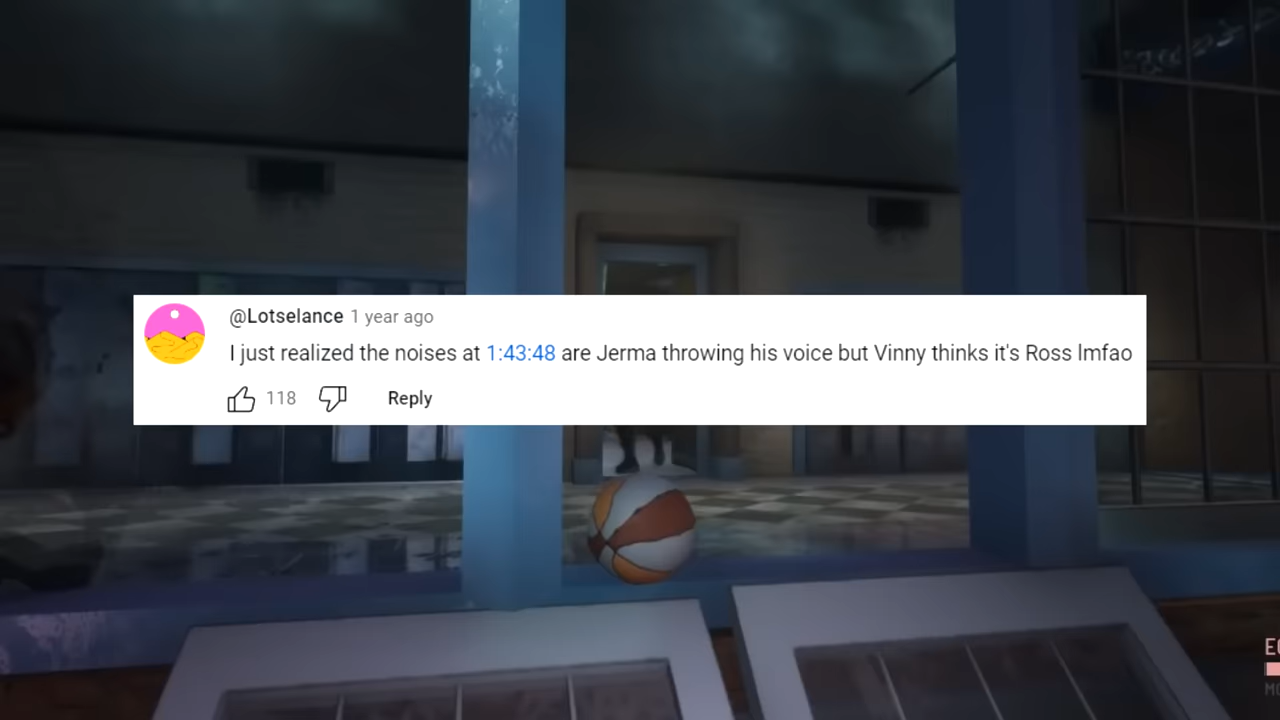 @Lotselance 1 year ago
I just realized the noises at 1:43:48 are Jerma throwing his voice but Vinny thinks it's Ross lmfao
118
Reply